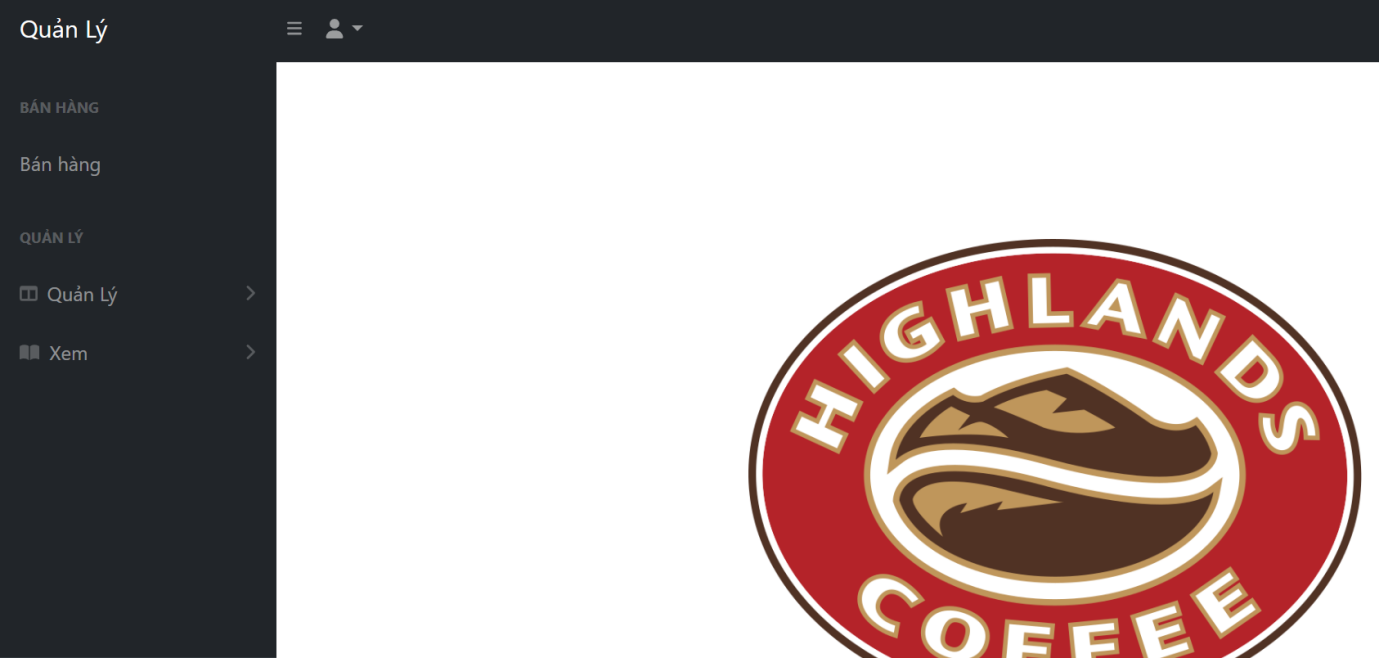 Quản Lý
BÁN HÀNG
Bán hàng
QUẢN LÝ
Quản Lý
Xem
HIGHLANDS
COFFEE